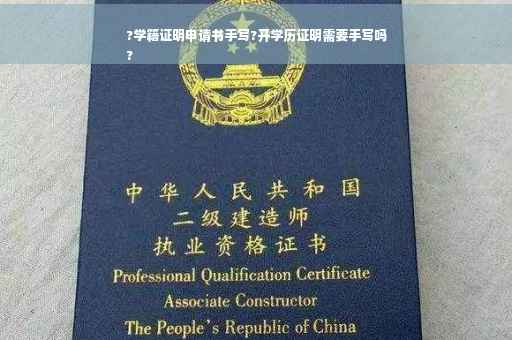 ?学籍证明申请书手写?开学历证明需要手写吗
?
中华人民共和国
二级建造师
执业资格证书
Professional Qualification Certificate
Associate Constructor
The People's Republic of China